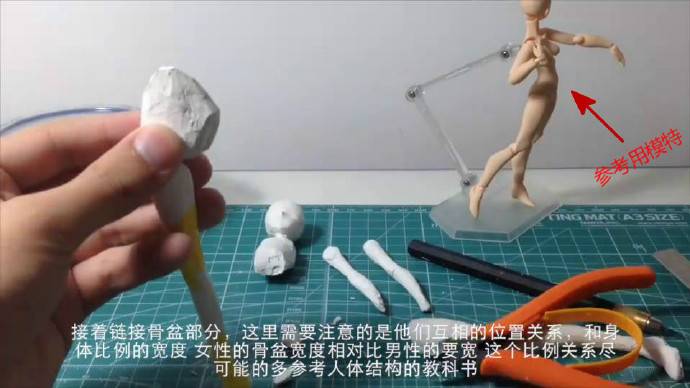 参考用模特
TING MAT (A3 SIZE)
接着链接骨盆部分，这里需要注意的是他们互相的位置关系，和身
体比例的宽度 女性的骨盆宽度相对比男性的要宽 这个比例关系尽
可能的多参考人体结构的教科书